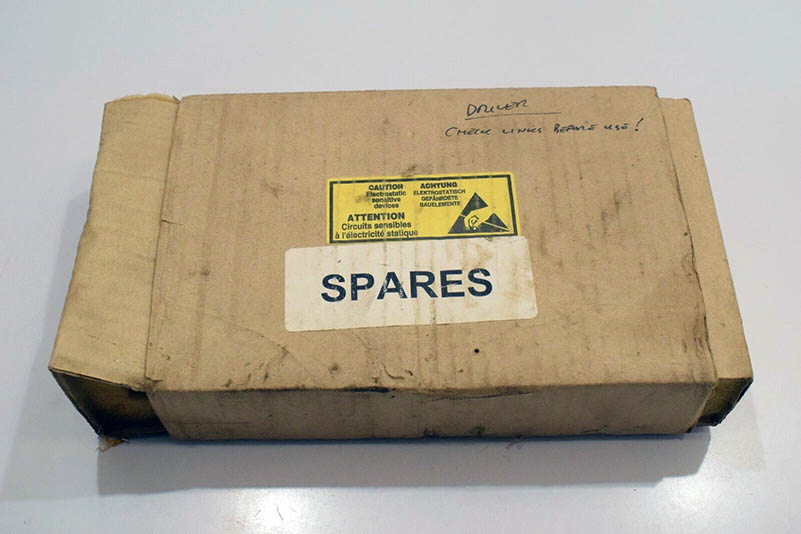 DRIVER
CHECK LINKS BEFORE USE!
CAUTION
Electrostatic
sensitive
devices
ACHTUNG
ELEKTROSTATISCH
GEFÄHRDETE
BAUELEMENTE
ATTENTION
Circuits sensibles
à l'électricité statique
SPARES